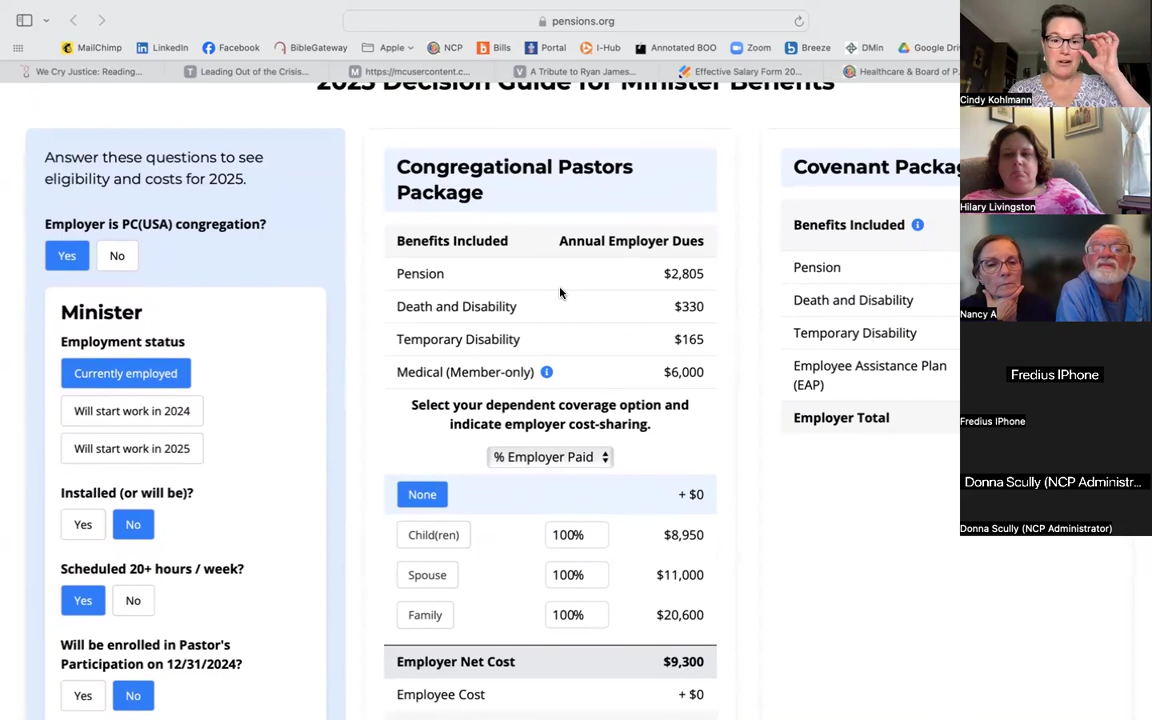 pensions.org
MailChimp LinkedIn Facebook BibleGateway Apple NCP Bills Portal I-Hub Annotated BOO Zoom Breeze DMin Google Driv
We Cry Justice: Reading... Leading Out of the Crisis... https://mcusercontent.c... A Tribute to Ryan James... Effective Salary Form 20... Healthcare & Board of P
2025 Decision Guide for Minister Benefits
Answer these questions to see
eligibility and costs for 2025.
Employer is PC(USA) congregation?
Yes No
Minister
Employment status
Currently employed
Will start work in 2024
Will start work in 2025
Installed (or will be)?
Yes No
Scheduled 20+ hours / week?
Yes No
Will be enrolled in Pastor's
Participation on 12/31/2024?
Yes No
Congregational Pastors
Package
Benefits Included Annual Employer Dues
Pension $2,805
Death and Disability $330
Temporary Disability $165
Medical (Member-only) $6,000
Select your dependent coverage option and
indicate employer cost-sharing.
% Employer Paid
None + $0
Child(ren) 100% $8,950
Spouse 100% $11,000
Family 100% $20,600
Employer Net Cost $9,300
Employee Cost + $0
Covenant Packag
Benefits Included
Pension
Death and Disability
Temporary Disability
Employee Assistance Plan
(EAP)
Employer Total
Cindy Kohlmann
Hilary Livingston
Nancy A
Fredius IPhone
Fredius IPhone
Donna Scully (NCP Administr...
Donna Scully (NCP Administrator)